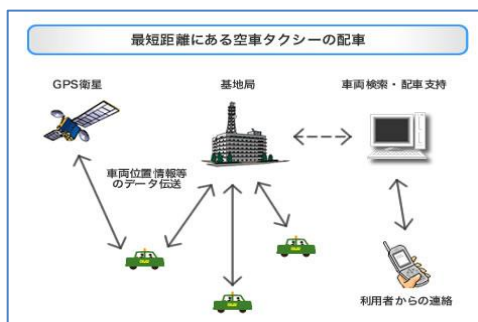 最短距離にある空車タクシーの配車
GPS衛星
基地局
車両検索・配車支持
車両位置情報等
のデータ伝送
利用者からの連絡